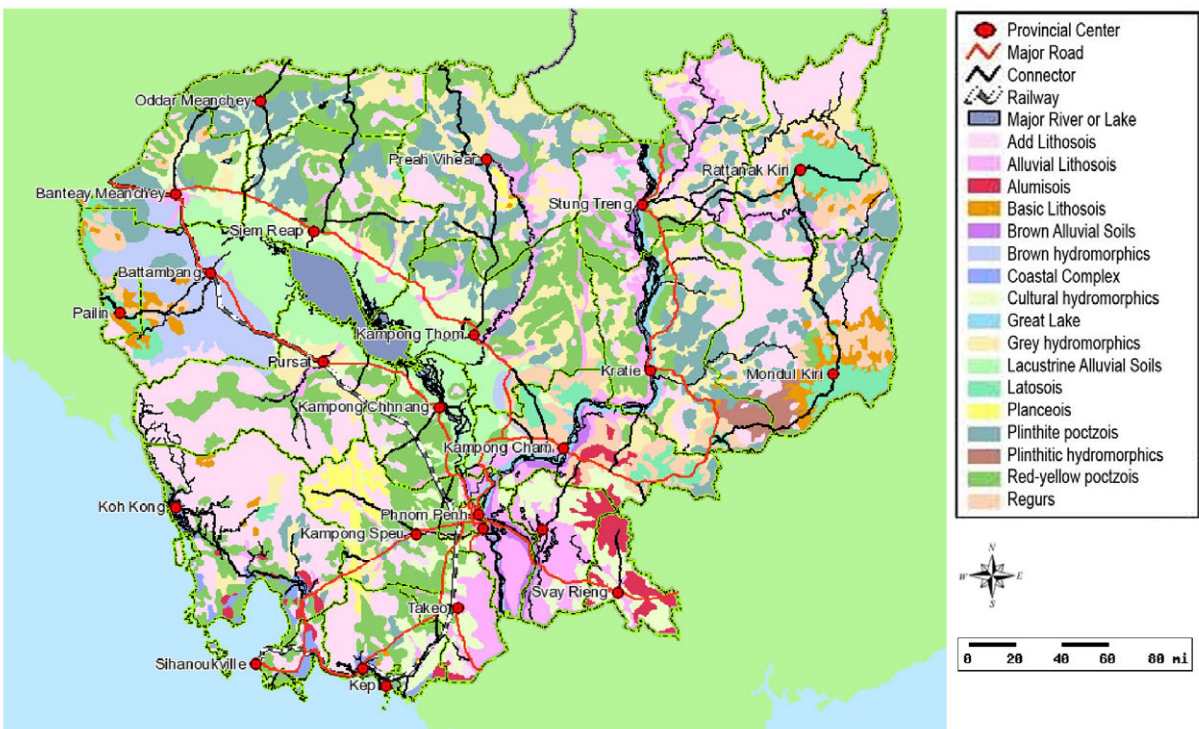 Oddar Meanchey
Preah Vihear
Rattanak Kiri
Banteay Meanchey
Stung Treng
Siem Reap
Battambang
Pailin
Kampong Thom
Pursat
Kratie
Mondul Kiri
Kampong Chhnang
Kampong Cham
Koh Kong
Phnom Penh
Kampong Speu
Svay Rieng
Takeo
Sihanoukville
Kep
Provincial Center
Major Road
Connector
Railway
Major River or Lake
Add Lithosois
Alluvial Lithosois
Alumisois
Basic Lithosois
Brown Alluvial Soils
Brown hydromorphics
Coastal Complex
Cultural hydromorphics
Great Lake
Grey hydromorphics
Lacustrine Alluvial Soils
Latosois
Planceois
Plinthite poctzois
Plinthitic hydromorphics
Red-yellow poctzois
Regurs
N
W E
S
0 20 40 60 80 mi